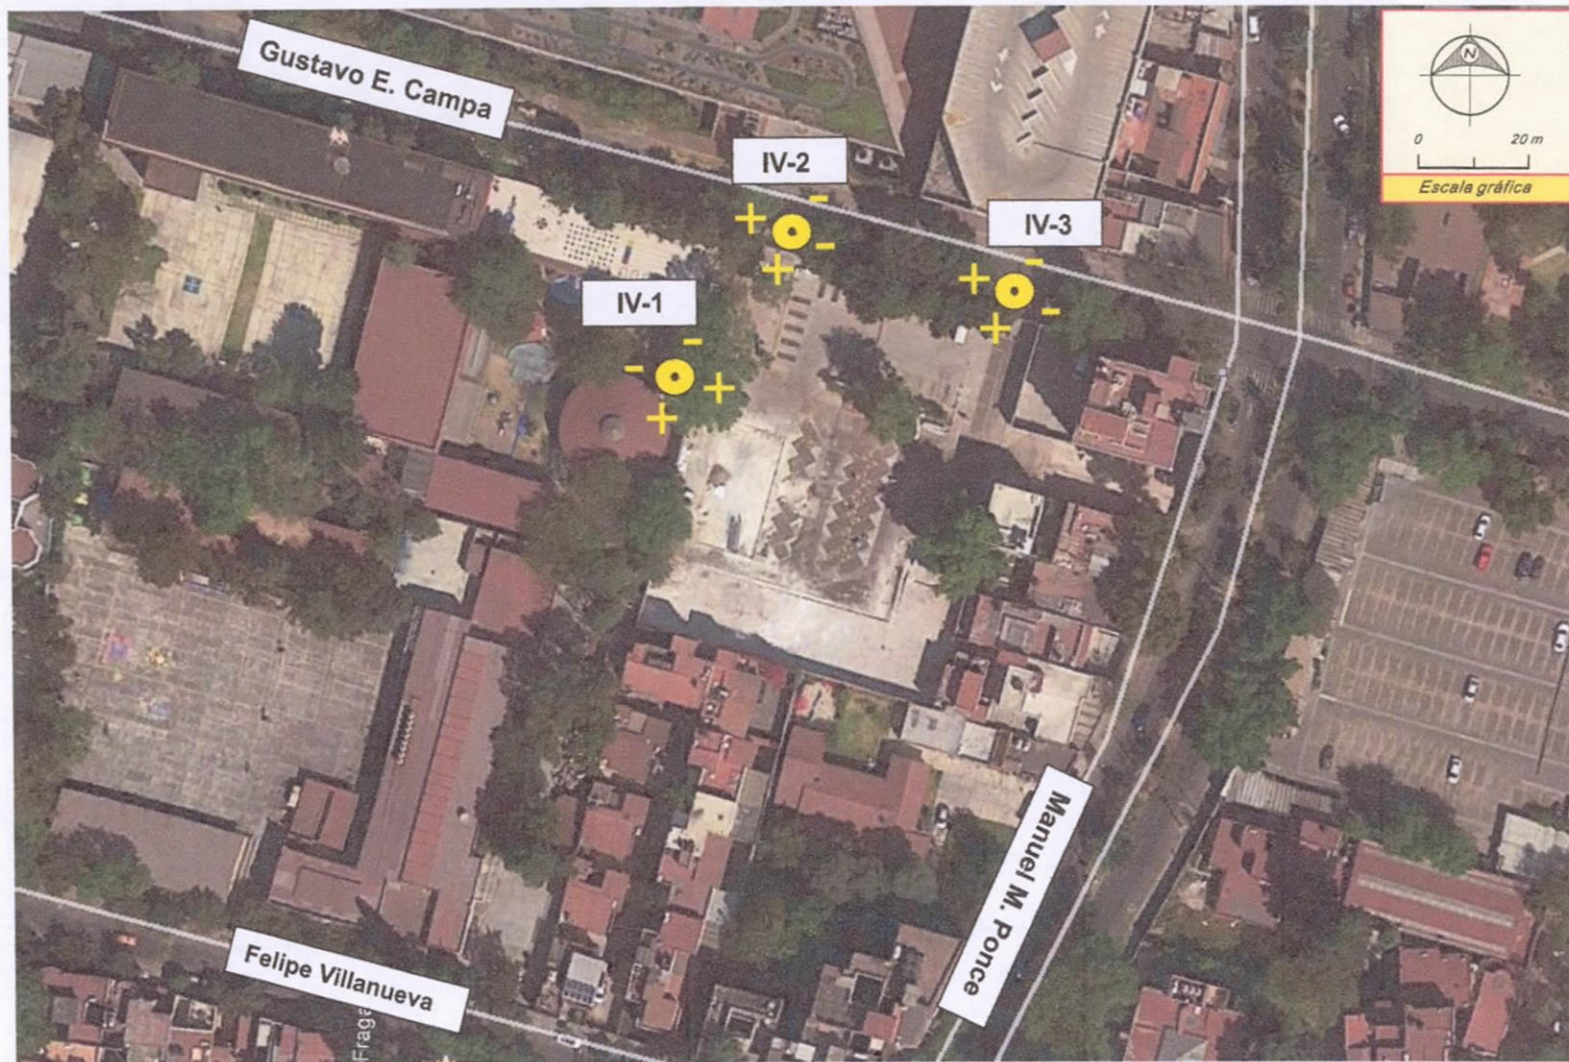 Gustavo E. Campa
N
0 20 m
Escala gráfica
IV-2
IV-3
IV-1
Manuel M. Ponce
Felipe Villanueva
Fraga